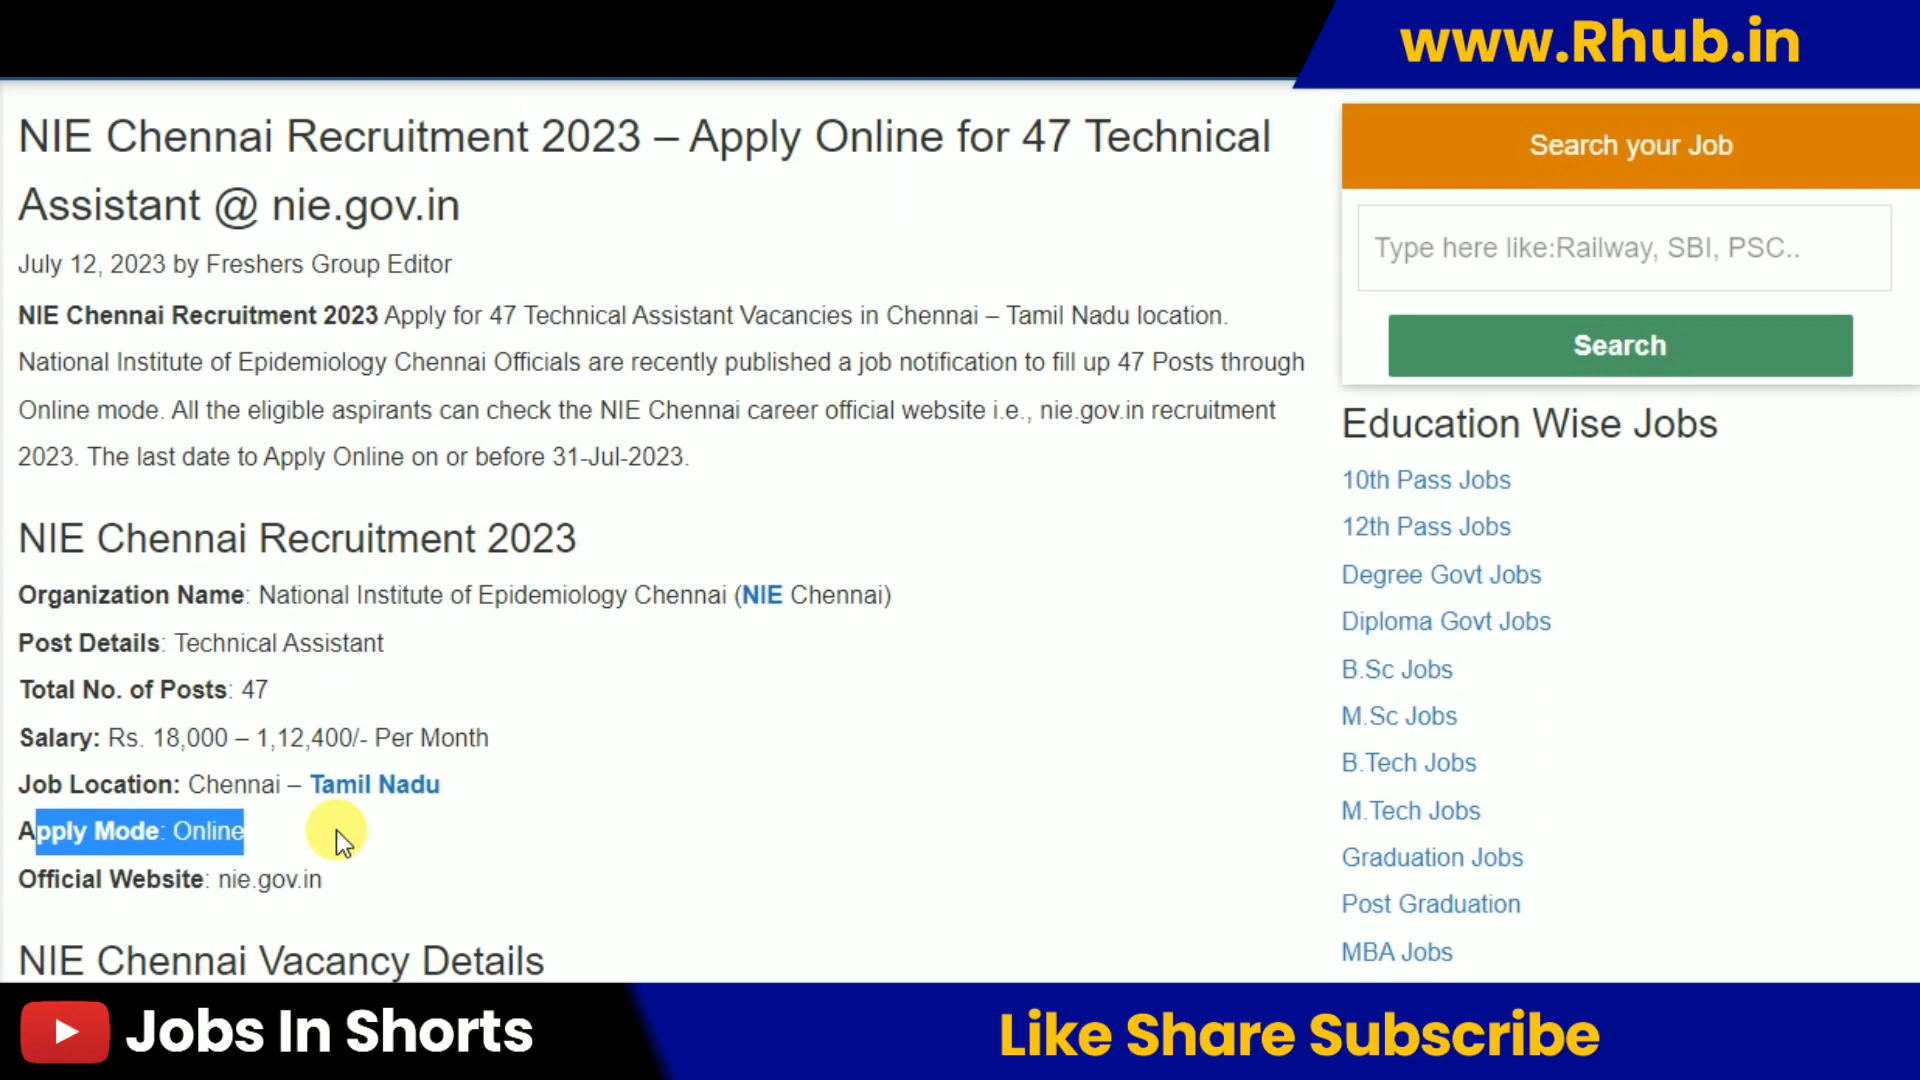 www.Rhub.in
NIE Chennai Recruitment 2023 – Apply Online for 47 Technical
Assistant @ nie.gov.in
July 12, 2023 by Freshers Group Editor
NIE Chennai Recruitment 2023 Apply for 47 Technical Assistant Vacancies in Chennai – Tamil Nadu location.
National Institute of Epidemiology Chennai Officials are recently published a job notification to fill up 47 Posts through
Online mode. All the eligible aspirants can check the NIE Chennai career official website i.e., nie.gov.in recruitment
2023. The last date to Apply Online on or before 31-Jul-2023.
NIE Chennai Recruitment 2023
Organization Name: National Institute of Epidemiology Chennai (NIE Chennai)
Post Details: Technical Assistant
Total No. of Posts: 47
Salary: Rs. 18,000 – 1,12,400/- Per Month
Job Location: Chennai – Tamil Nadu
Apply Mode: Online
Official Website: nie.gov.in
NIE Chennai Vacancy Details
Search your Job
Type here like:Railway, SBI, PSC..
Search
Education Wise Jobs
10th Pass Jobs
12th Pass Jobs
Degree Govt Jobs
Diploma Govt Jobs
B.Sc Jobs
M.Sc Jobs
B.Tech Jobs
M.Tech Jobs
Graduation Jobs
Post Graduation
MBA Jobs
Jobs In Shorts
Like Share Subscribe